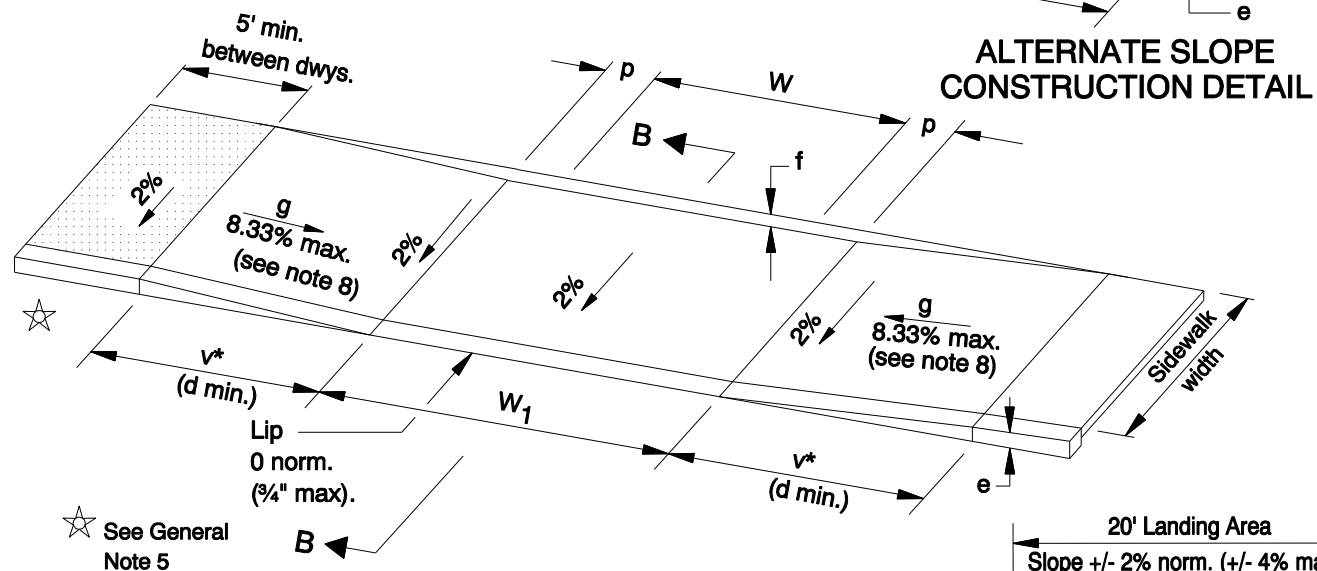 e
ALTERNATE SLOPE
CONSTRUCTION DETAIL
5' min.
between dwys.
p
W
p
B
f
2%
g
8.33% max.
(see note 8)
2%
2%
2%
g
8.33% max.
(see note 8)
Sidewalk
width
v*
(d min.)
W1
v*
(d min.)
Lip
0 norm.
(¾" max).
e
B
See General
Note 5
20' Landing Area
Slope +/- 2% norm. (+/- 4% ma